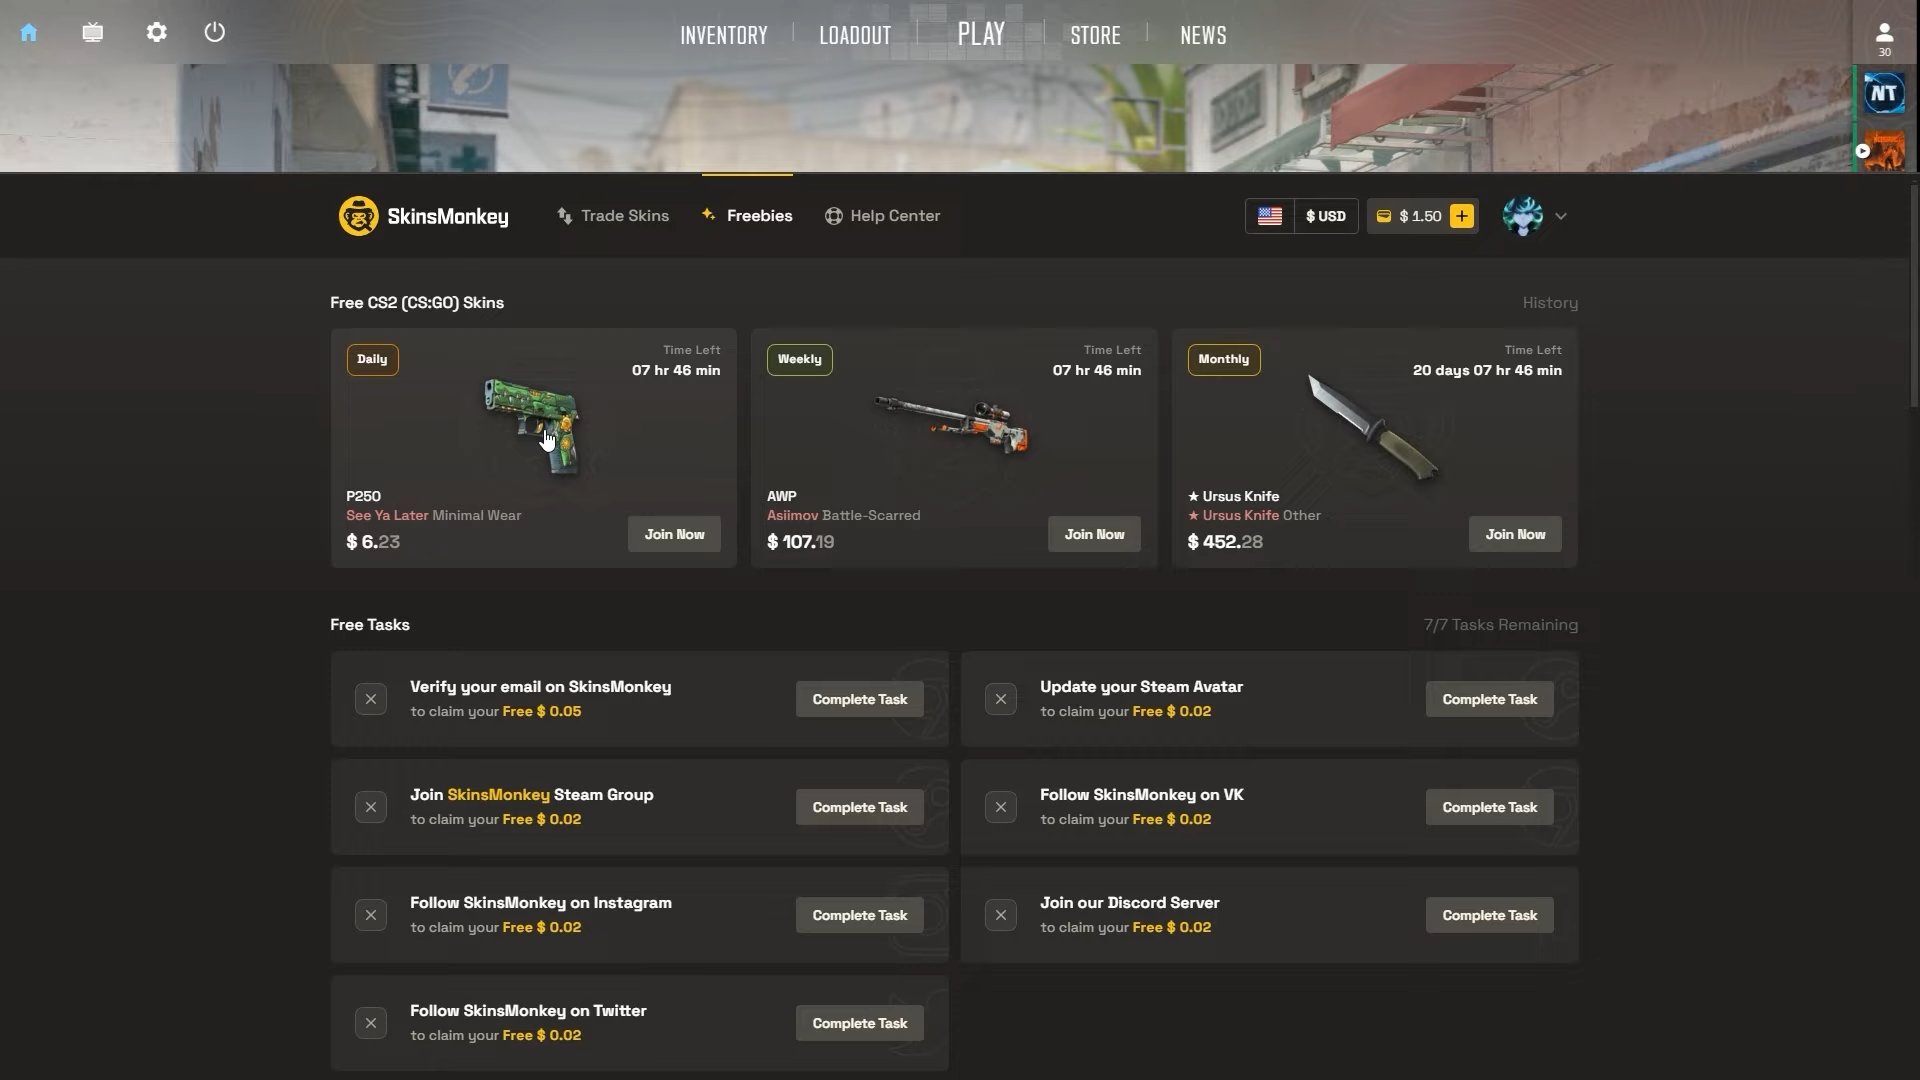 INVENTORY
LOADOUT
PLAY
STORE
NEWS
30
NT
SkinsMonkey
Trade Skins
Freebies
Help Center
$ USD
$ 1.50
Free CS2 (CS:GO) Skins
History
Daily
Time Left
07 hr 46 min
P250
See Ya Later Minimal Wear
$ 6.23
Join Now
Weekly
Time Left
07 hr 46 min
AWP
Asiimov Battle-Scarred
$ 107.19
Join Now
Monthly
Time Left
20 days 07 hr 46 min
★ Ursus Knife
★ Ursus Knife Other
$ 452.28
Join Now
Free Tasks
7/7 Tasks Remaining
Verify your email on SkinsMonkey
to claim your Free $ 0.05
Complete Task
Update your Steam Avatar
to claim your Free $ 0.02
Complete Task
Join SkinsMonkey Steam Group
to claim your Free $ 0.02
Complete Task
Follow SkinsMonkey on VK
to claim your Free $ 0.02
Complete Task
Follow SkinsMonkey on Instagram
to claim your Free $ 0.02
Complete Task
Join our Discord Server
to claim your Free $ 0.02
Complete Task
Follow SkinsMonkey on Twitter
to claim your Free $ 0.02
Complete Task